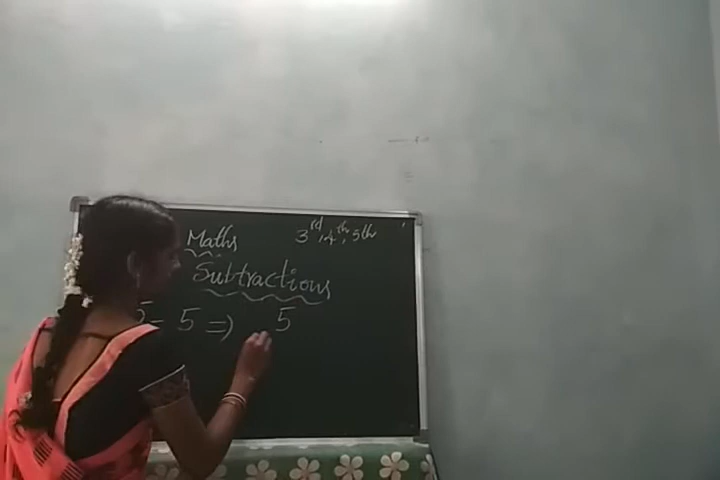 Maths
3rd, 4th, 5th
Subtractions
5 - 5 => 5